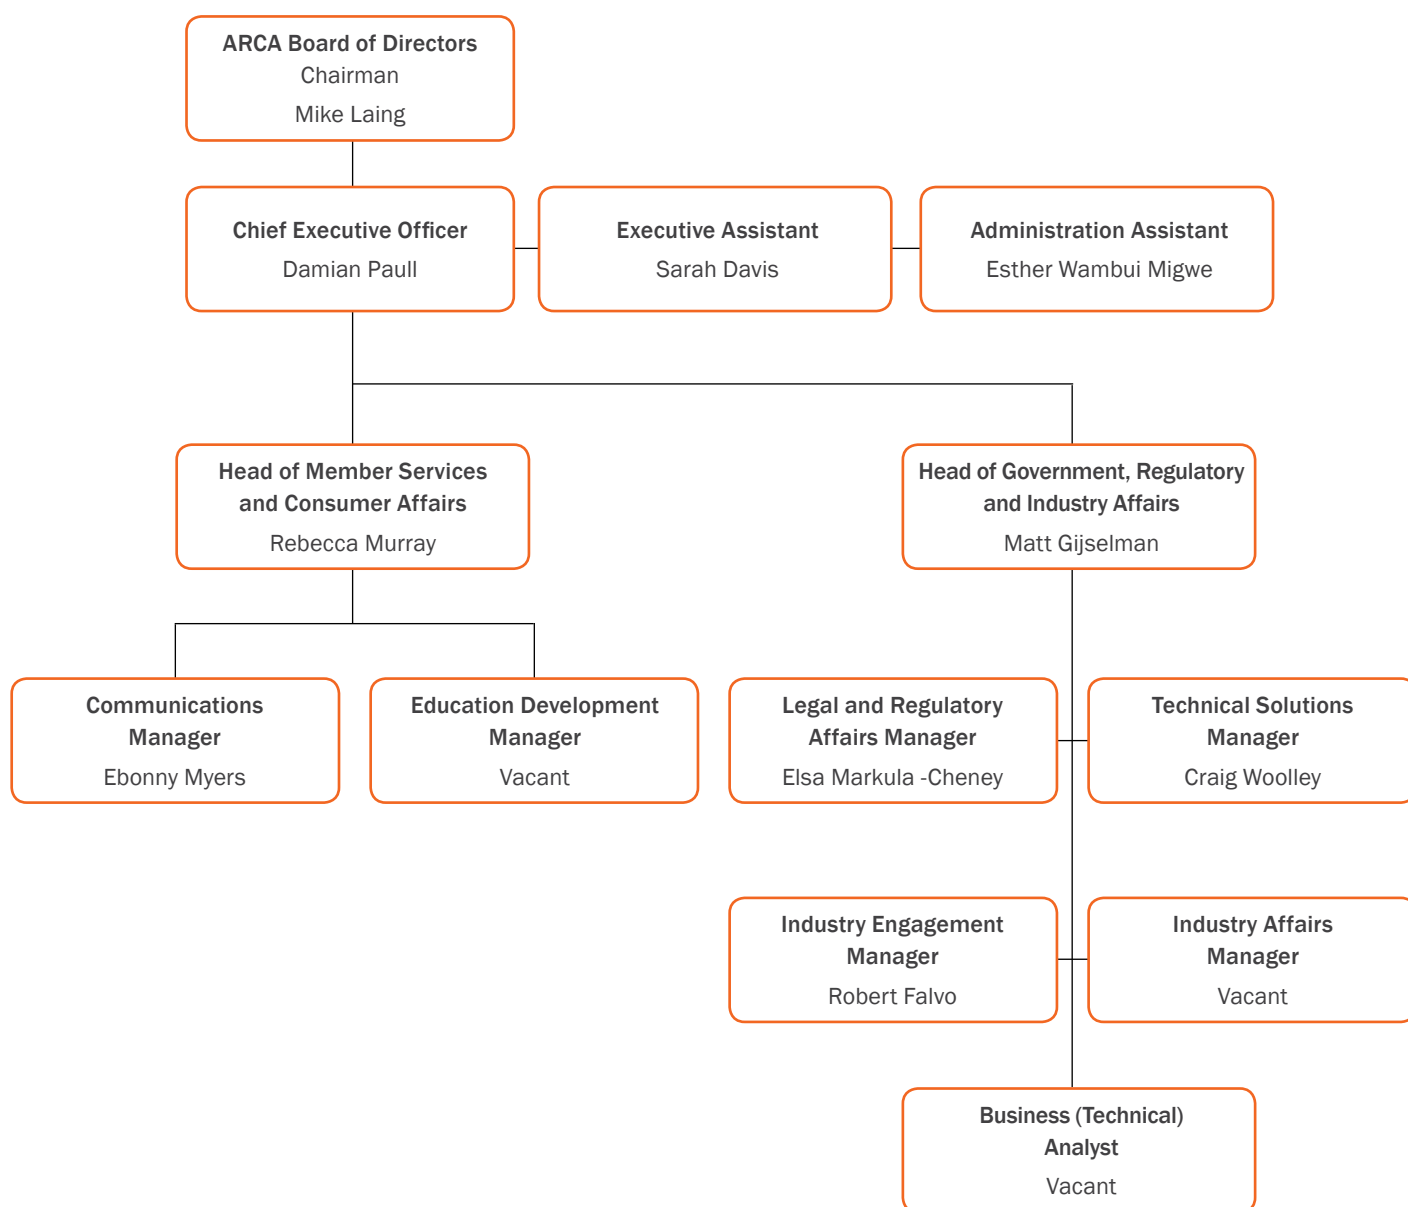 ARCA Board of Directors
Chairman
Mike Laing
Chief Executive Officer
Damian Paull
Executive Assistant
Sarah Davis
Administration Assistant
Esther Wambui Migwe
Head of Member Services
and Consumer Affairs
Rebecca Murray
Head of Government, Regulatory
and Industry Affairs
Matt Gijselman
Communications
Manager
Ebonny Myers
Education Development
Manager
Vacant
Legal and Regulatory
Affairs Manager
Elsa Markula -Cheney
Technical Solutions
Manager
Craig Woolley
Industry Engagement
Manager
Robert Falvo
Industry Affairs
Manager
Vacant
Business (Technical)
Analyst
Vacant